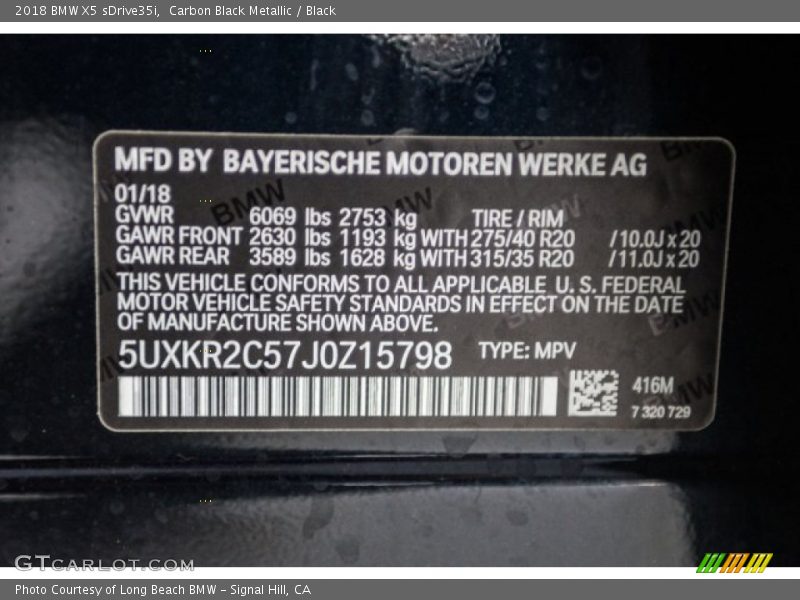 2018 BMW X5 sDrive35i,  Carbon Black Metallic / Black
MFD BY BAYERISCHE MOTOREN WERKE AG
01/18
GVWR 6069 lbs 2753 kg TIRE / RIM
GAWR FRONT 2630 lbs 1193 kg WITH 275/40 R20 /10.0J x 20
GAWR REAR 3589 lbs 1628 kg WITH 315/35 R20 /11.0J x 20
THIS VEHICLE CONFORMS TO ALL APPLICABLE U. S. FEDERAL
MOTOR VEHICLE SAFETY STANDARDS IN EFFECT ON THE DATE
OF MANUFACTURE SHOWN ABOVE.
5UXKR2C57J0Z15798 TYPE: MPV
416M
7 320 729
GTCARLOT.COM
Photo Courtesy of Long Beach BMW – Signal Hill, CA